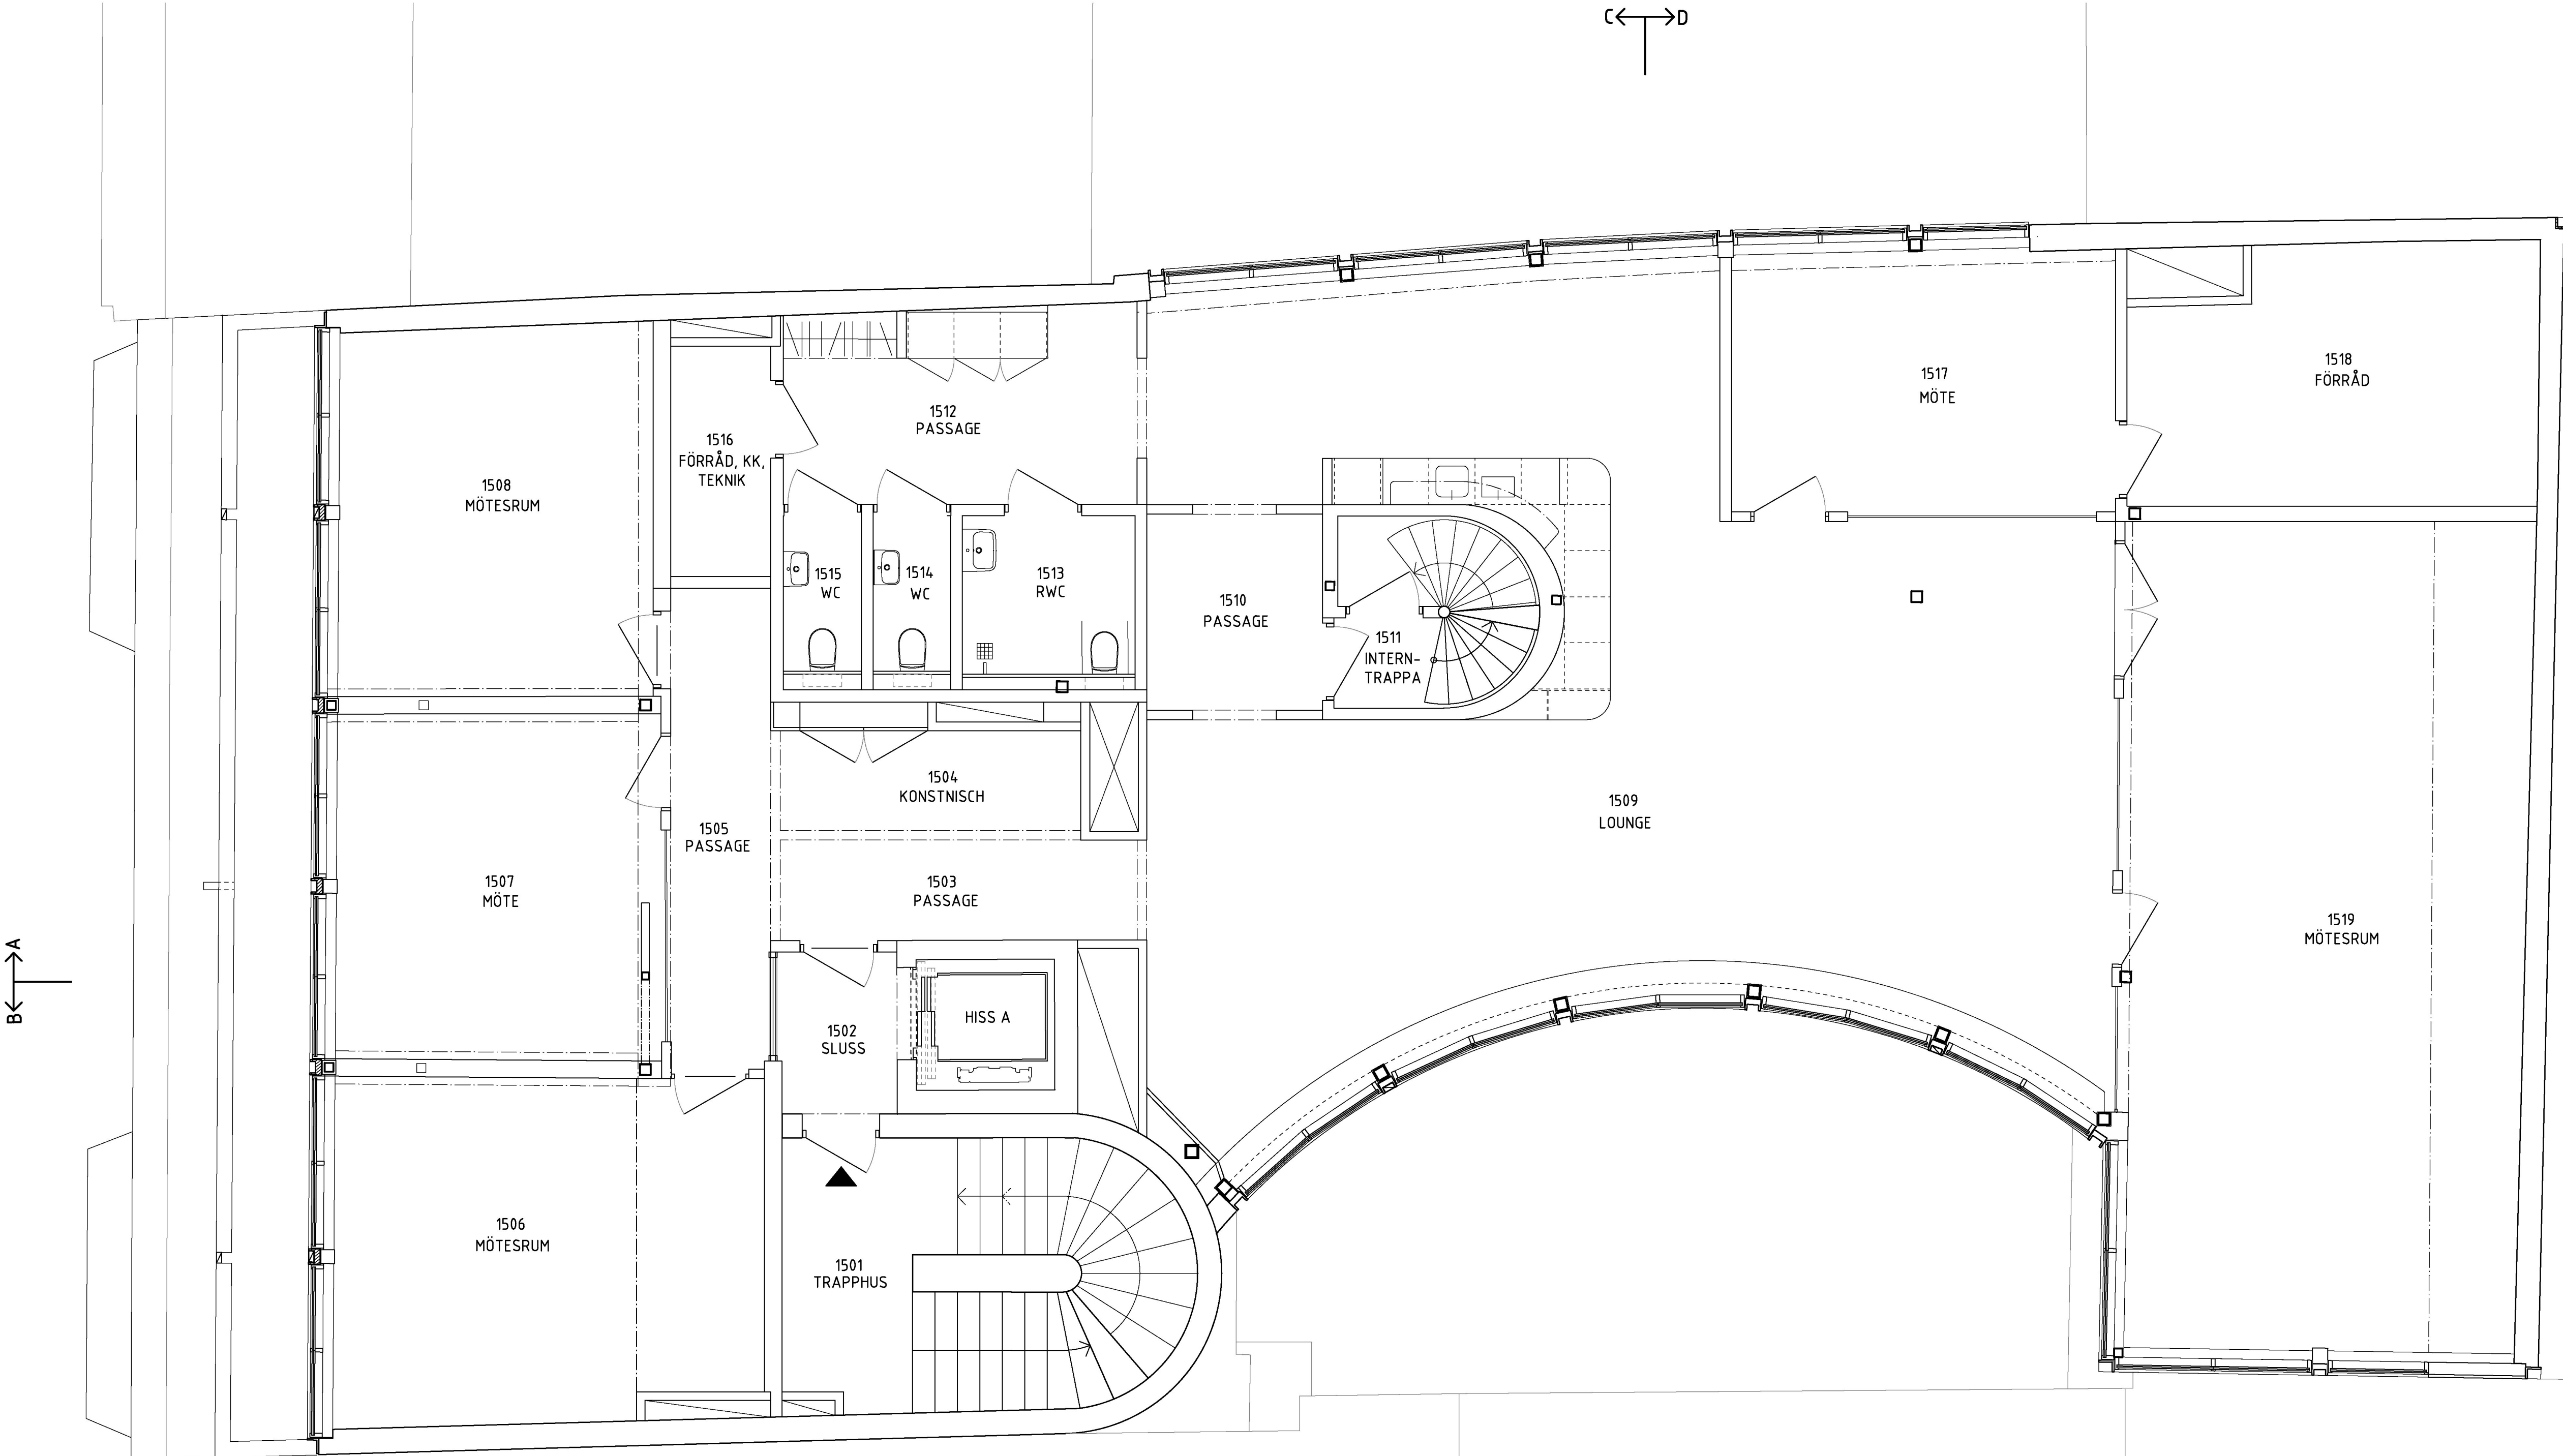 C D
1518
FÖRRÅD
1517
MÖTE
1512
PASSAGE
1516
FÖRRÅD, KK,
TEKNIK
1508
MÖTESRUM
1515
WC
1514
WC
1513
RWC
1510
PASSAGE
1511
INTERN-
TRAPPA
1504
KONSTNISCH
1509
LOUNGE
1505
PASSAGE
1507
MÖTE
1503
PASSAGE
1519
MÖTESRUM
A
B
HISS A
1502
SLUSS
1506
MÖTESRUM
1501
TRAPPHUS